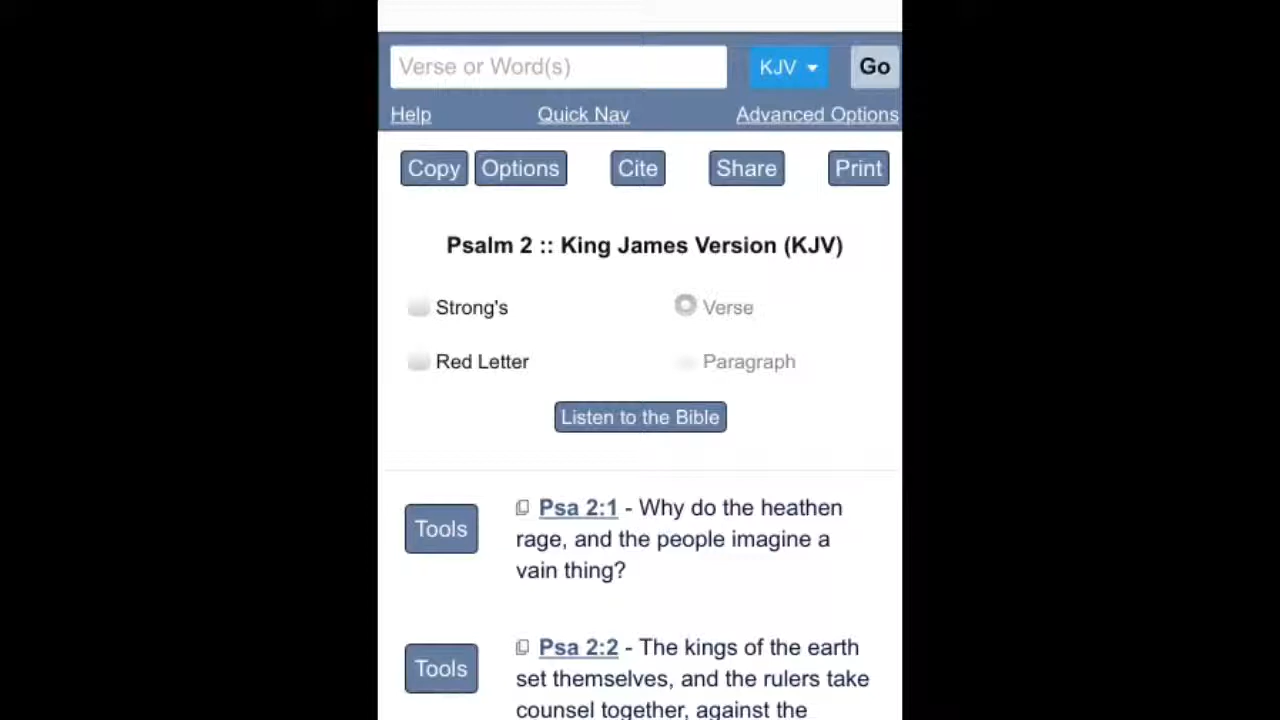 Verse or Word(s) KJV Go
Help Quick Nav Advanced Options
Copy Options Cite Share Print
Psalm 2 :: King James Version (KJV)
Strong's Verse
Red Letter Paragraph
Listen to the Bible
Tools
Psa 2:1 - Why do the heathen
rage, and the people imagine a
vain thing?
Tools
Psa 2:2 - The kings of the earth
set themselves, and the rulers take
counsel together, against the